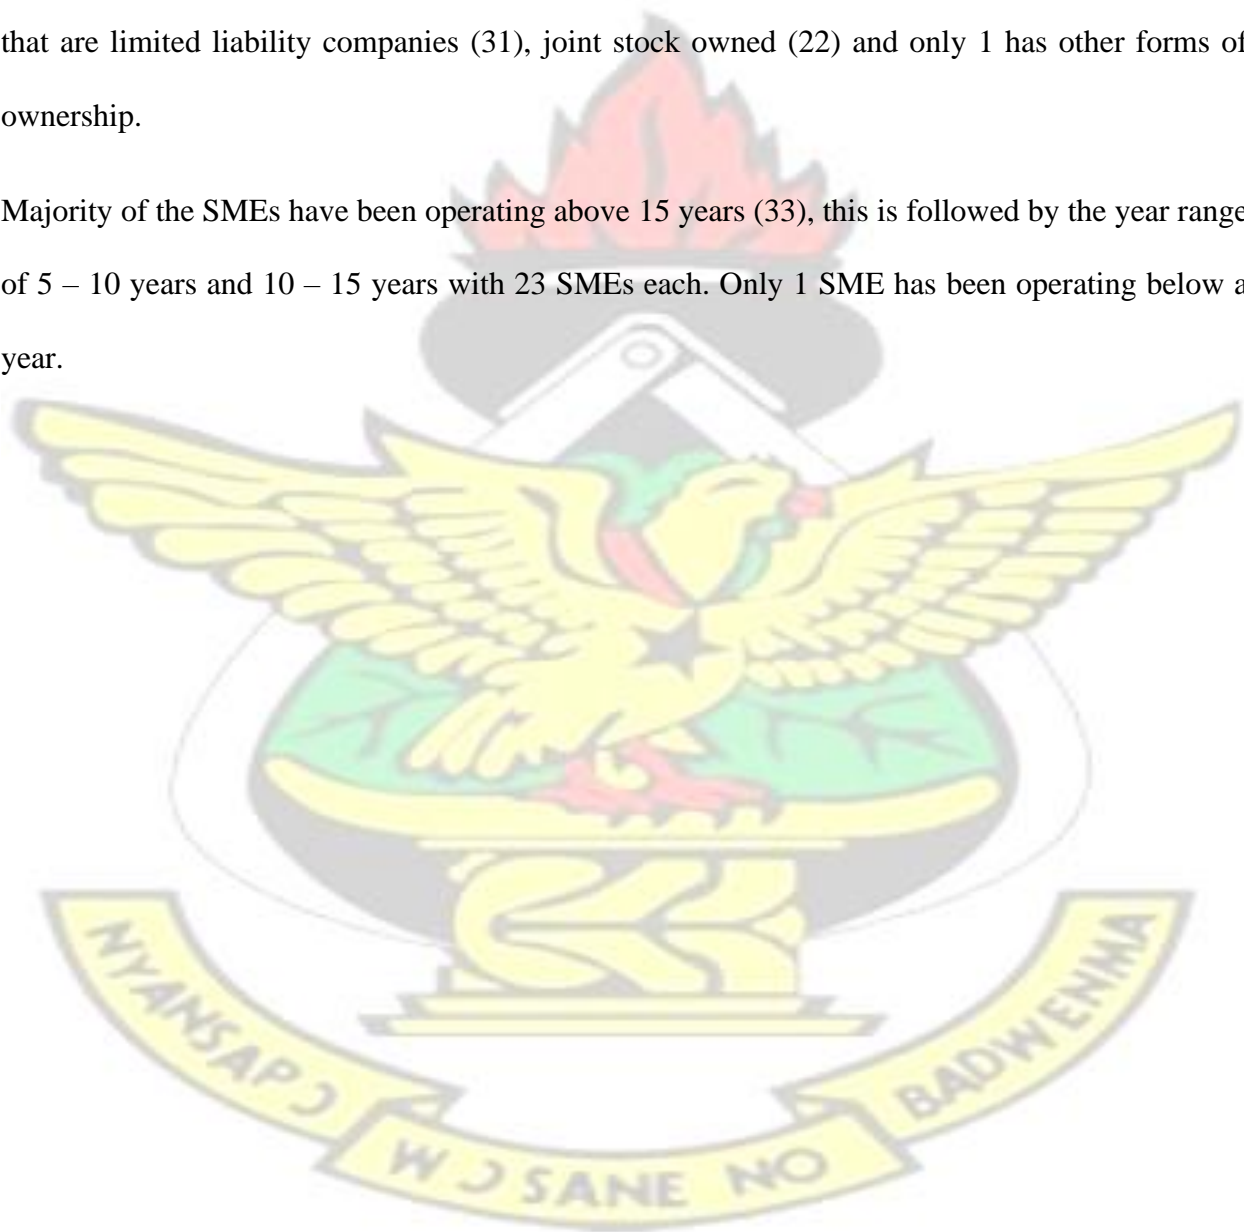 that are limited liability companies (31), joint stock owned (22) and only 1 has other forms of
ownership.
Majority of the SMEs have been operating above 15 years (33), this is followed by the year range
of 5 – 10 years and 10 – 15 years with 23 SMEs each. Only 1 SME has been operating below a
year.
NYANSAPƆ
WƆSANE NO
BADWENMA